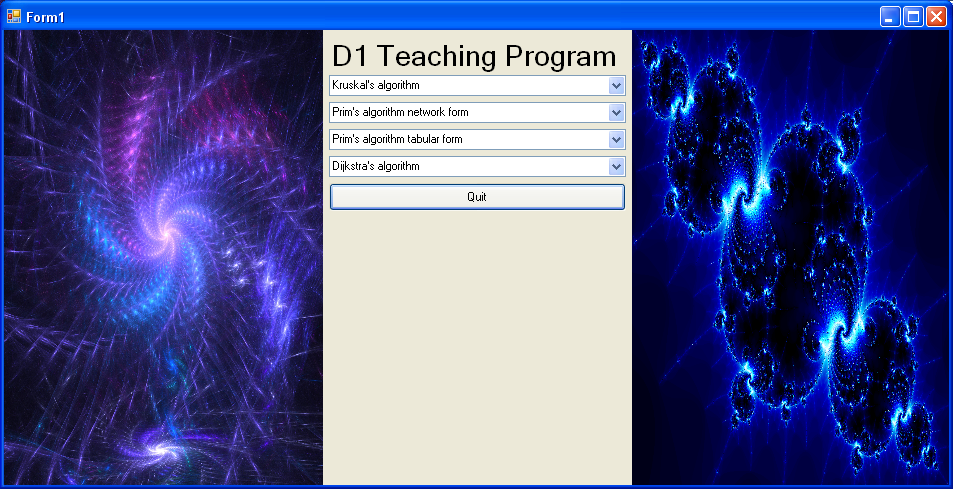 Form1
D1 Teaching Program
Kruskal's algorithm
Prim's algorithm network form
Prim's algorithm tabular form
Dijkstra's algorithm
Quit